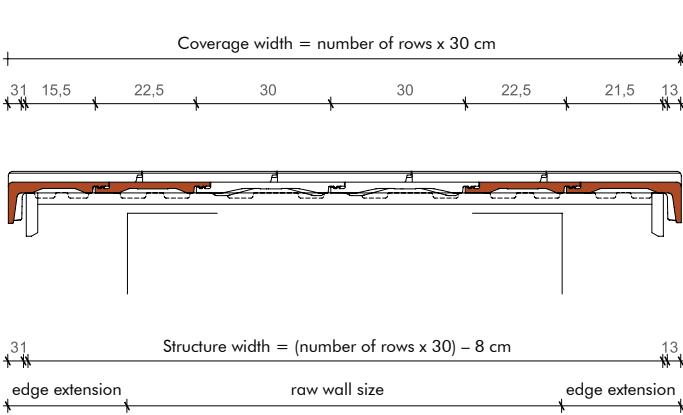 Coverage width = number of rows x 30 cm
31 15,5 22,5 30 30 22,5 21,5 13
Structure width = (number of rows x 30) – 8 cm
31 13
edge extension raw wall size edge extension